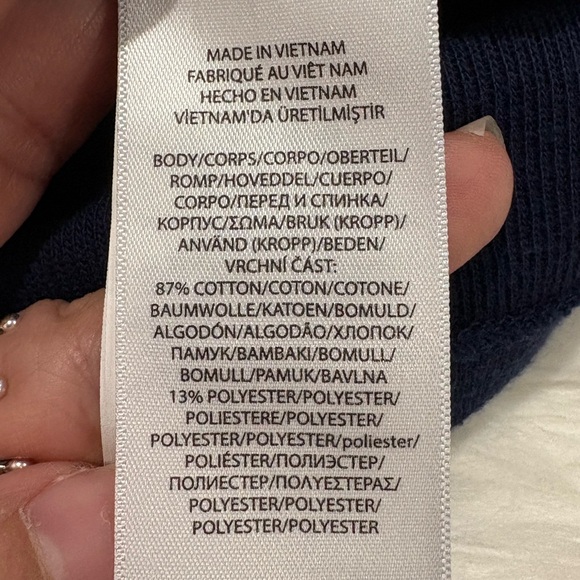 MADE IN VIETNAM
FABRIQUÉ AU VIÊT NAM
HECHO EN VIETNAM
VİETNAM'DA ÜRETİLMİŞTİR
BODY/CORPS/CORPO/OBERTEIL/
ROMP/HOVEDDEL/CUERPO/
CORPO/ПЕРЕД И СПИНКА/
КОРПУС/ΣΩΜΑ/BRUK (KROPP)/
ANVÄND (KROPP)/BEDEN/
VRCHNÍ ČÁST:
87% COTTON/COTON/COTONE/
BAUMWOLLE/KATOEN/BOMULD/
ALGODÓN/ALGODÃO/ХЛОПОК/
ПАМУК/ΒΑΜΒΑΚΙ/BOMULL/
BOMULL/PAMUK/BAVLNA
13% POLYESTER/POLYESTER/
POLIESTERE/POLYESTER/
POLYESTER/POLYESTER/poliester/
POLIÉSTER/ПОЛИЭСТЕР/
ПОЛИЕСТЕР/ΠΟΛΥΕΣΤΕΡΑΣ/
POLYESTER/POLYESTER/
POLYESTER/POLYESTER